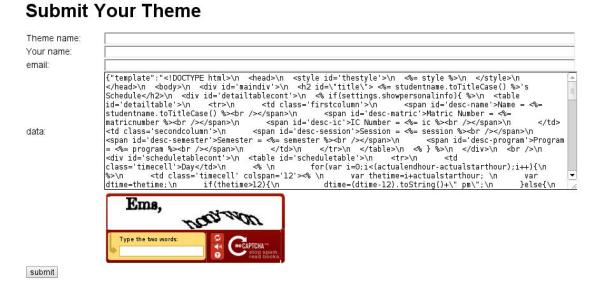 Submit Your Theme
Theme name:
Your name:
email:
data:
{"template":"<!DOCTYPE html>\n  <head>\n   <style id='thestyle'>\n   <%= style %>\n  </style>\n
</head>\n  <body>\n  <div id='maindiv'>\n   <h2 id=\"title\"> <%= studentname.toTitleCase() %>'s
Schedule</h2>\n   <div id='detailtablecont'>\n   <% if(settings.showpersonalinfo){ %>\n    <table
id='detailtable'>\n     <tr>\n      <td class='firstcolumn'>\n       <span id='desc-name'>Name = <%=
studentname.toTitleCase() %><br /></span>\n       <span id='desc-matric'>Matric Number = <%=
matricnumber %><br /></span>\n       <span id='desc-ic'>IC Number = <%= ic %><br /></span>\n      </td>
<td class='secondcolumn'>\n       <span id='desc-session'>Session = <%= session %><br /></span>\n
<span id='desc-semester'>Semester = <%= semester %><br /></span>\n       <span id='desc-program'>Program
= <%= program %><br /></span>\n      </td>\n     </tr>\n    </table>\n   <% } %>\n   </div>\n   <br />\n
<div id='scheduletablecont'>\n    <table id='scheduletable'>\n     <tr>\n      <td
class='timecell'>Day</td>\n      <% \n       for(var i=0;i<(actualendhour-actualstarthour);i++){\n
%>\n      <td class='timecell' colspan='12'><% \n       var thetime=i+actualstarthour; \n       var
dtime=thetime;\n       if(thetime>12){\n        dtime=(dtime-12).toString()+\" pm\";\n       }else{\n
Ems,
Type the two words:
CAPTCHA™
stop spam.
read books.
submit